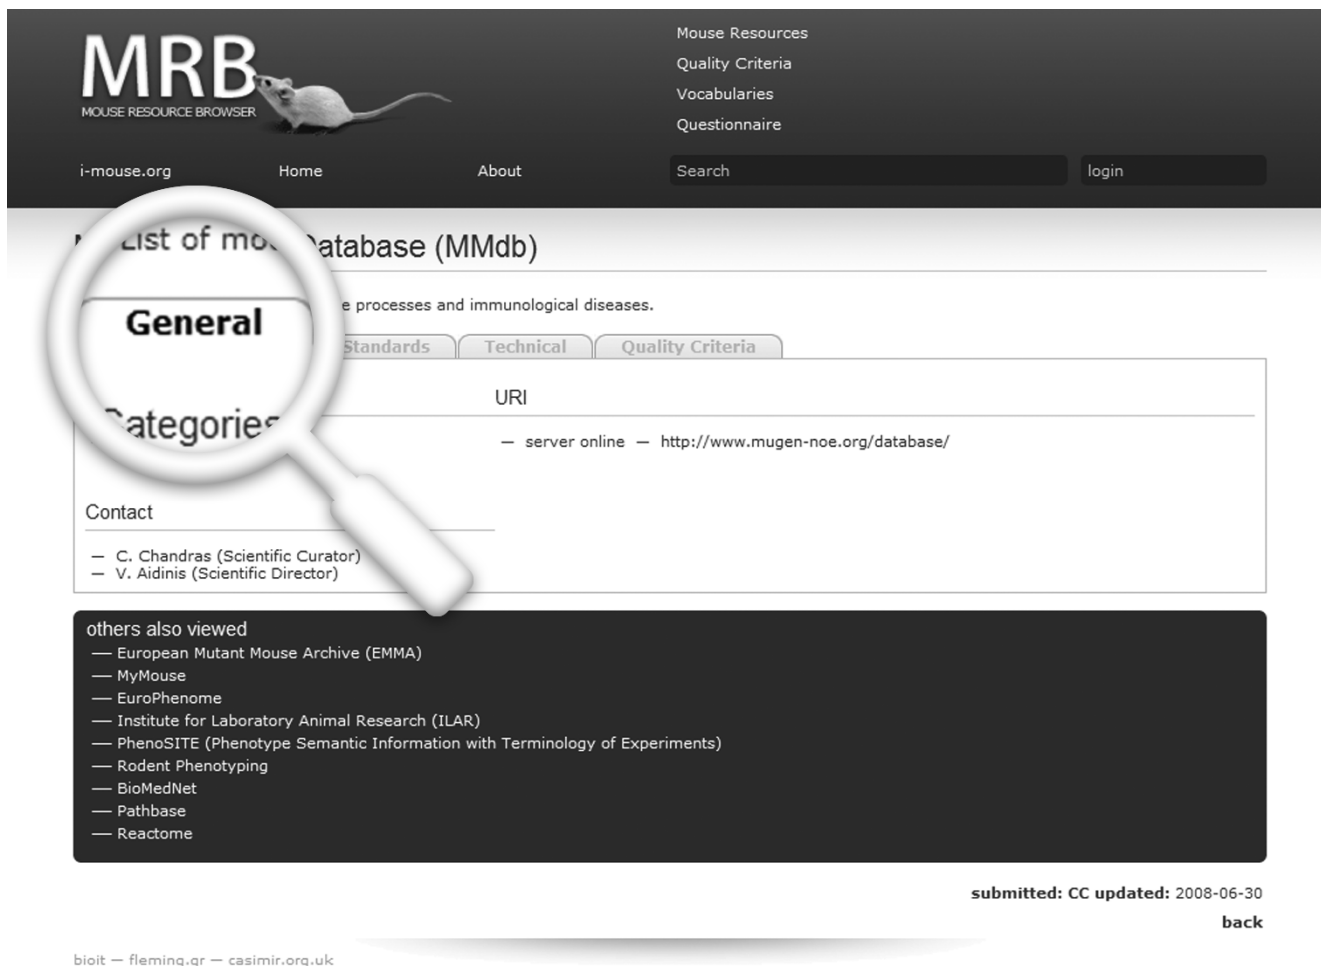 MRB
MOUSE RESOURCE BROWSER
Mouse Resources
Quality Criteria
Vocabularies
Questionnaire
i-mouse.org Home About Search login
Database (MMdb)
List of
processes and immunological diseases.
General Standards Technical Quality Criteria
URI
Categories
— server online — http://www.mugen-noe.org/database/
Contact
— C. Chandras (Scientific Curator)
— V. Aidinis (Scientific Director)
others also viewed
— European Mutant Mouse Archive (EMMA)
— MyMouse
— EuroPhenome
— Institute for Laboratory Animal Research (ILAR)
— PhenoSITE (Phenotype Semantic Information with Terminology of Experiments)
— Rodent Phenotyping
— BioMedNet
— Pathbase
— Reactome
submitted: CC updated: 2008-06-30
back
bioit — fleming.gr — casimir.org.uk